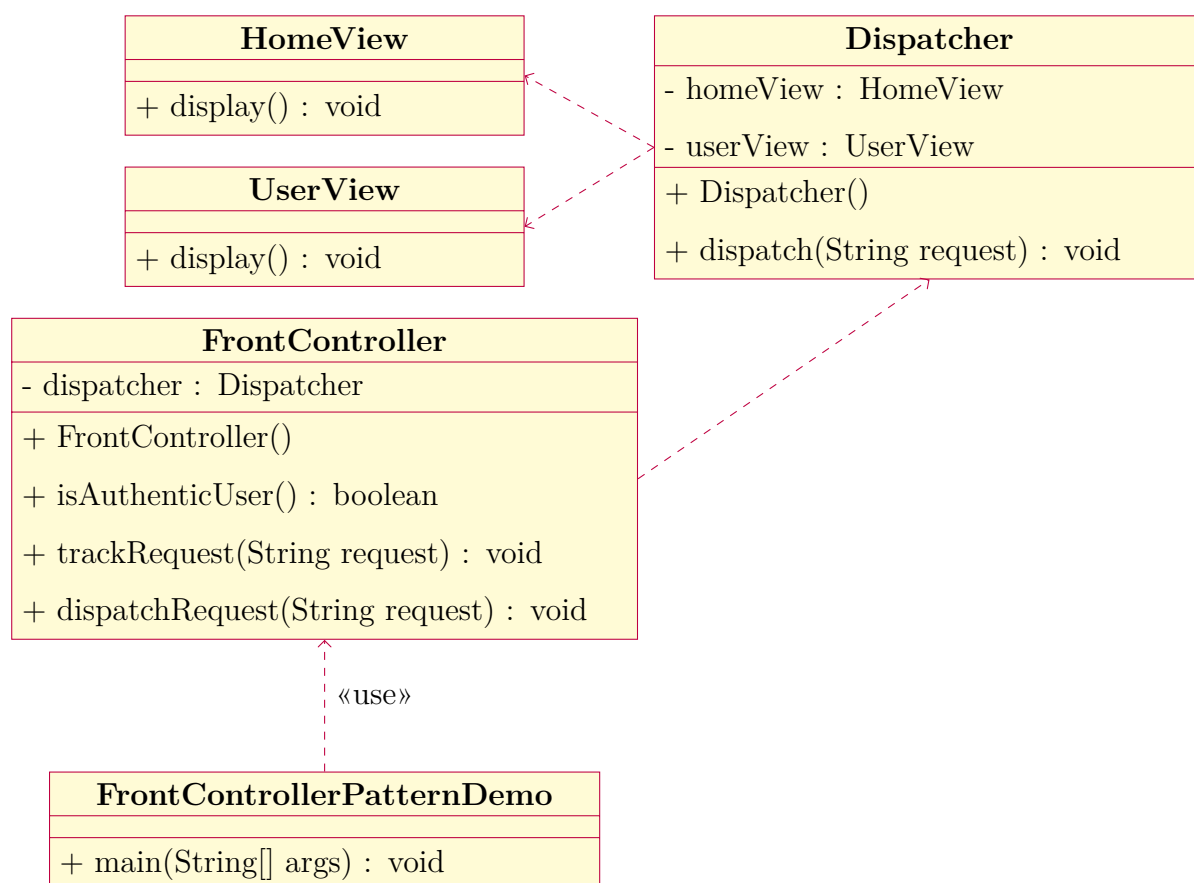 HomeView
+ display() : void
UserView
+ display() : void
Dispatcher
- homeView : HomeView
- userView : UserView
+ Dispatcher()
+ dispatch(String request) : void
FrontController
- dispatcher : Dispatcher
+ FrontController()
+ isAuthenticUser() : boolean
+ trackRequest(String request) : void
+ dispatchRequest(String request) : void
«use»
FrontControllerPatternDemo
+ main(String[] args) : void